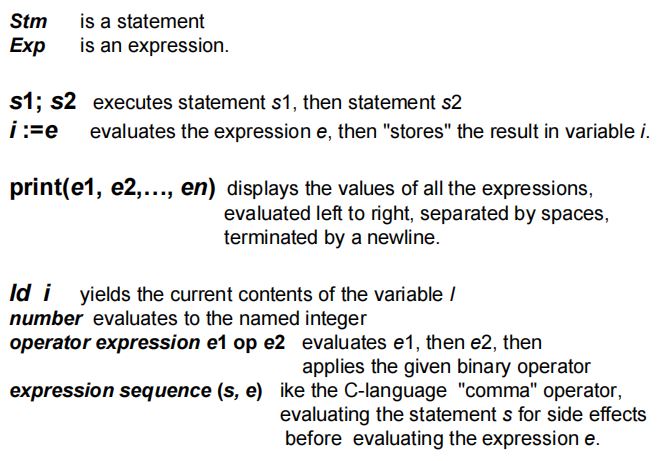 Stm is a statement
Exp is an expression.
s1; s2 executes statement s1, then statement s2
i :=e evaluates the expression e, then "stores" the result in variable i.
print(e1, e2,…, en) displays the values of all the expressions,
evaluated left to right, separated by spaces,
terminated by a newline.
Id i yields the current contents of the variable I
number evaluates to the named integer
operator expression e1 op e2 evaluates e1, then e2, then
applies the given binary operator
expression sequence (s, e) ike the C-language "comma" operator,
evaluating the statement s for side effects
before evaluating the expression e.